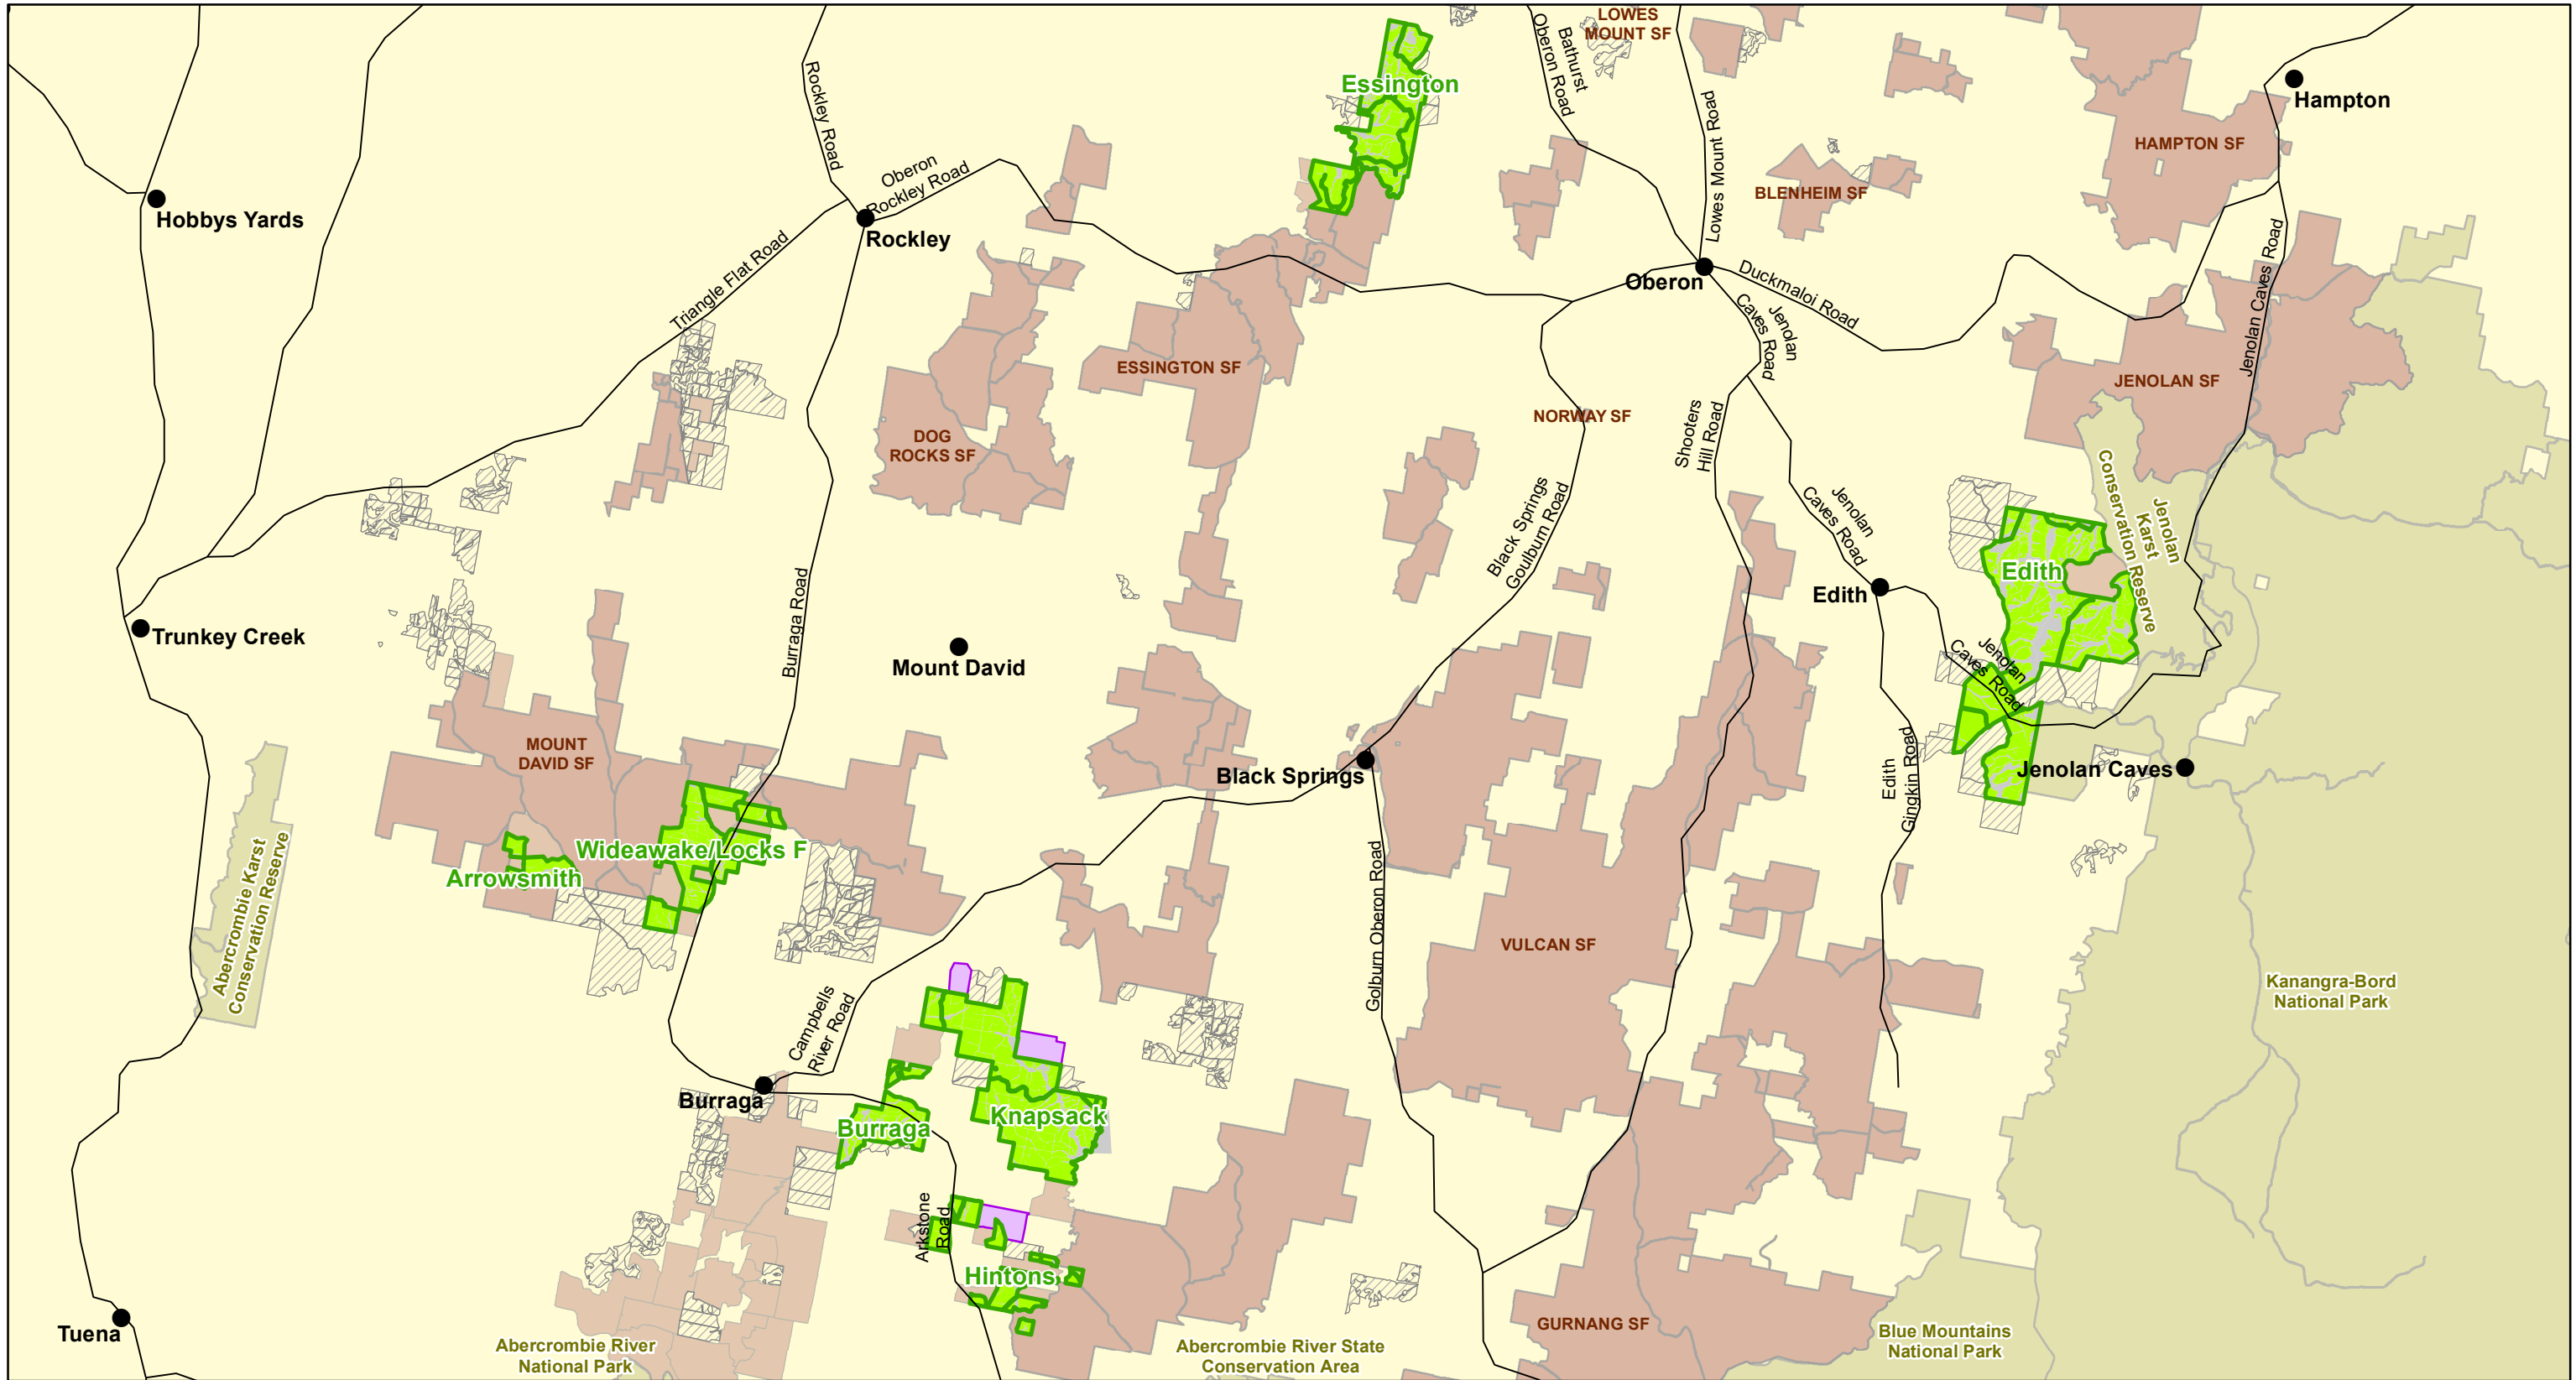 LOWES
MOUNT SF
Bathurst
Oberon Road
Essington
Hampton
Rockley Road
Lowes Mount Road
HAMPTON SF
Oberon
Rockley Road
BLENHEIM SF
Hobbys Yards
Rockley
Triangle Flat Road
Oberon
Duckmaloi Road
Jenolan Caves Road
Jenolan
Caves Road
ESSINGTON SF
JENOLAN SF
NORWAY SF
DOG
ROCKS SF
Shooters
Hill Road
Black Springs
Goulburn Road
Jenolan
Caves Road
Jenolan
Karst
Conservation Reserve
Edith
Edith
Burraga Road
Trunkey Creek
Mount David
Jenolan
Caves Road
MOUNT
DAVID SF
Black Springs
Edith
Gingkin Road
Jenolan Caves
Wideawake/Locks F
Arrowsmith
Abercrombie Karst
Conservation Reserve
Golburn Oberon Road
VULCAN SF
Kanangra-Bord
National Park
Campbells
River Road
Burraga
Burraga
Knapsack
Arkstone
Road
Hintons
Tuena
Abercrombie River
National Park
Abercrombie River State
Conservation Area
GURNANG SF
Blue Mountains
National Park